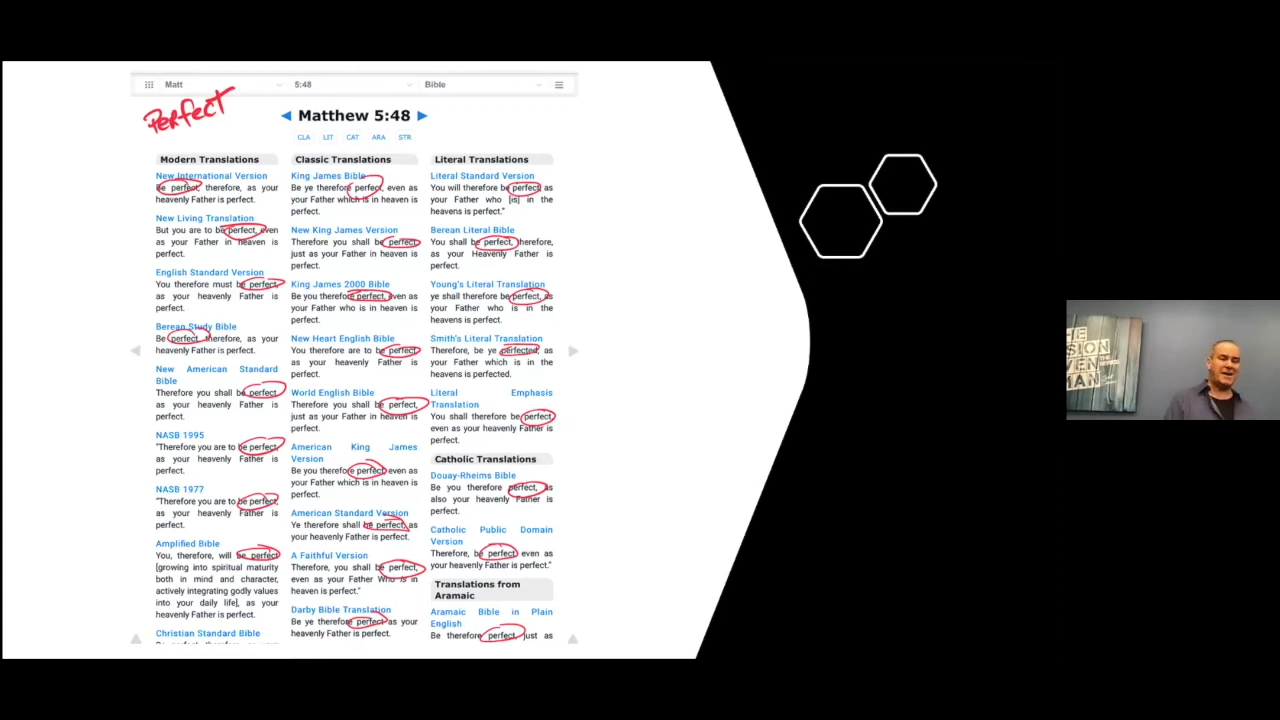 Matt
5:48
Bible
Perfect
Matthew 5:48
CLA LIT CAT ARA STR
Modern Translations
New International Version
Be perfect, therefore, as your
heavenly Father is perfect.
New Living Translation
But you are to be perfect, even
as your Father in heaven is
perfect.
English Standard Version
You therefore must be perfect,
as your heavenly Father is
perfect.
Berean Study Bible
Be perfect, therefore, as your
heavenly Father is perfect.
New American Standard
Bible
Therefore you shall be perfect,
as your heavenly Father is
perfect.
NASB 1995
"Therefore you are to be perfect,
as your heavenly Father is
perfect.
NASB 1977
"Therefore you are to be perfect,
as your heavenly Father is
perfect.
Amplified Bible
You, therefore, will be perfect
[growing into spiritual maturity
both in mind and character,
actively integrating godly values
into your daily life], as your
heavenly Father is perfect.
Christian Standard Bible
Classic Translations
King James Bible
Be ye therefore perfect, even as
your Father which is in heaven is
perfect.
New King James Version
Therefore you shall be perfect,
just as your Father in heaven is
perfect.
King James 2000 Bible
Be you therefore perfect, even as
your Father who is in heaven is
perfect.
New Heart English Bible
You therefore are to be perfect,
as your heavenly Father is
perfect.
World English Bible
Therefore you shall be perfect,
just as your Father in heaven is
perfect.
American King James
Version
Be you therefore perfect, even as
your Father which is in heaven is
perfect.
American Standard Version
Ye therefore shall be perfect, as
your heavenly Father is perfect.
A Faithful Version
Therefore, you shall be perfect,
even as your Father Who is in
heaven is perfect."
Darby Bible Translation
Be ye therefore perfect as your
heavenly Father is perfect.
Literal Translations
Literal Standard Version
You will therefore be perfect, as
your Father who [is] in the
heavens is perfect."
Berean Literal Bible
You shall be perfect, therefore,
as your Heavenly Father is
perfect.
Young's Literal Translation
ye shall therefore be perfect, as
your Father who is in the
heavens is perfect.
Smith's Literal Translation
Therefore, be ye perfected, as
your Father which is in the
heavens is perfected.
Literal Emphasis
Translation
You shall therefore be perfect
even as your heavenly Father is
perfect.
Catholic Translations
Douay-Rheims Bible
Be you therefore perfect, as
also your heavenly Father is
perfect.
Catholic Public Domain
Version
Therefore, be perfect, even as
your heavenly Father is perfect."
Translations from
Aramaic
Aramaic Bible in Plain
English
Be therefore perfect, just as
MAN